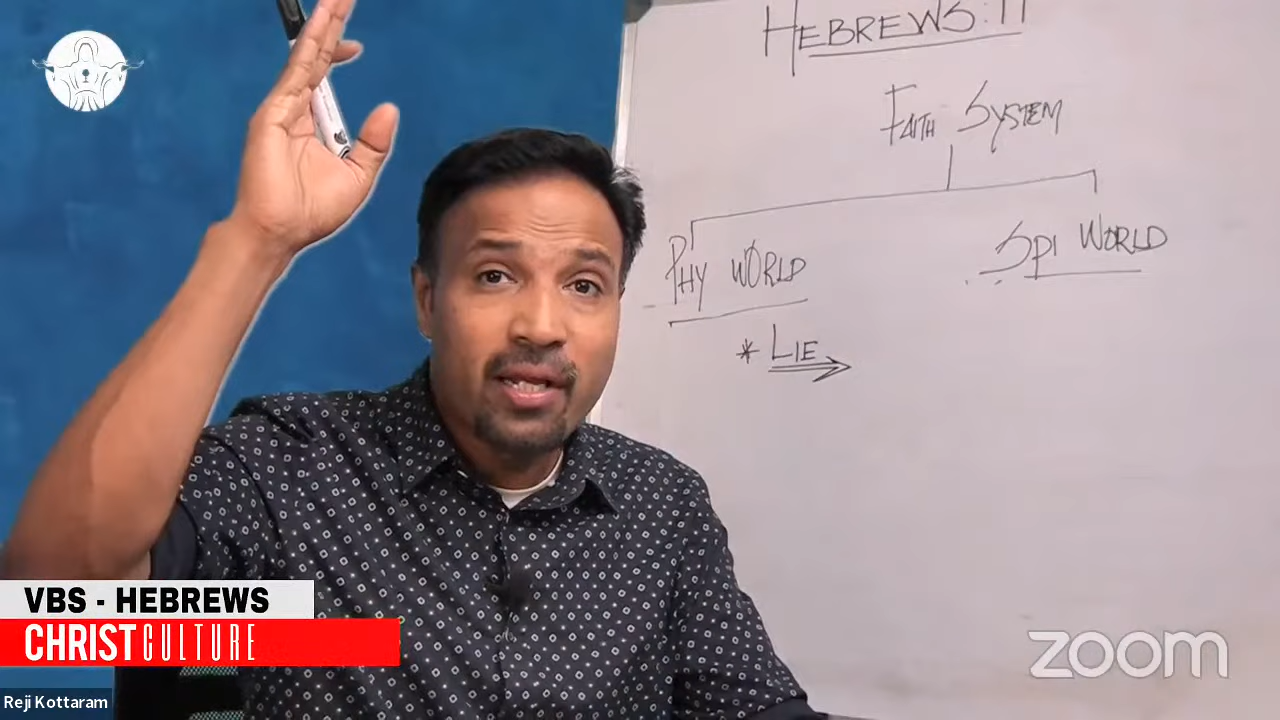 HEBREWS: 11
FAITH SYSTEM
PHY WORLD
SPI WORLD
* LIE
VBS - HEBREWS
CHRISTCULTURE
Reji Kottaram
zoom